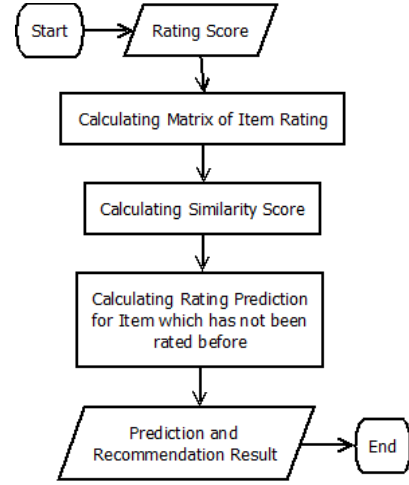 Start
Rating Score
Calculating Matrix of Item Rating
Calculating Similarity Score
Calculating Rating Prediction
for Item which has not been
rated before
Prediction and
Recommendation Result
End